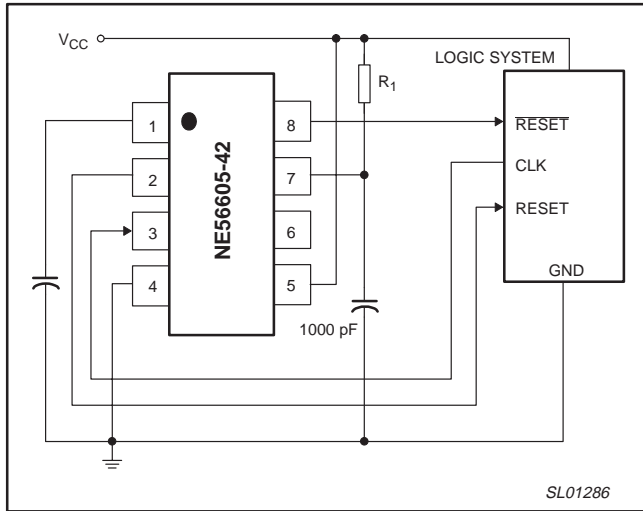 VCC
LOGIC SYSTEM
R1
NE56605-42
1
2
3
4
8
7
6
5
RESET
CLK
RESET
GND
1000 pF
SL01286